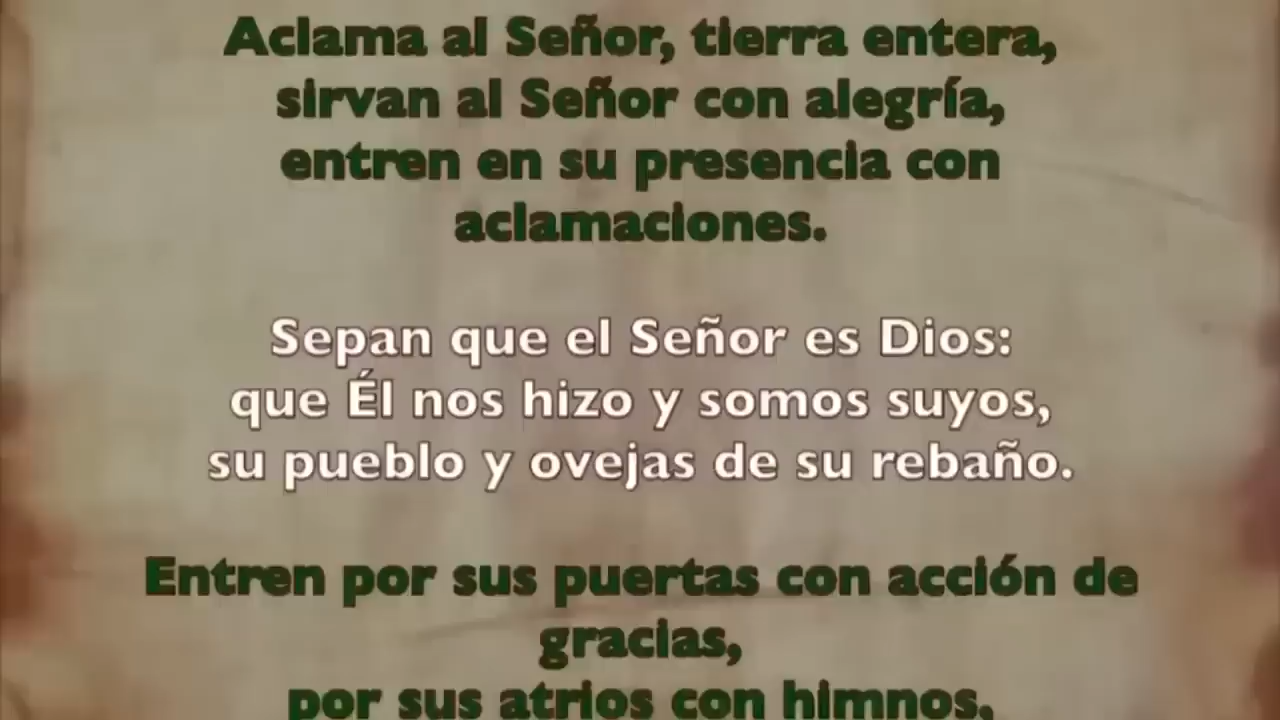 Aclama al Señor, tierra entera,
sirvan al Señor con alegría,
entren en su presencia con
aclamaciones.
Sepan que el Señor es Dios:
que Él nos hizo y somos suyos,
su pueblo y ovejas de su rebaño.
Entren por sus puertas con acción de
gracias,
por sus atrios con himnos,